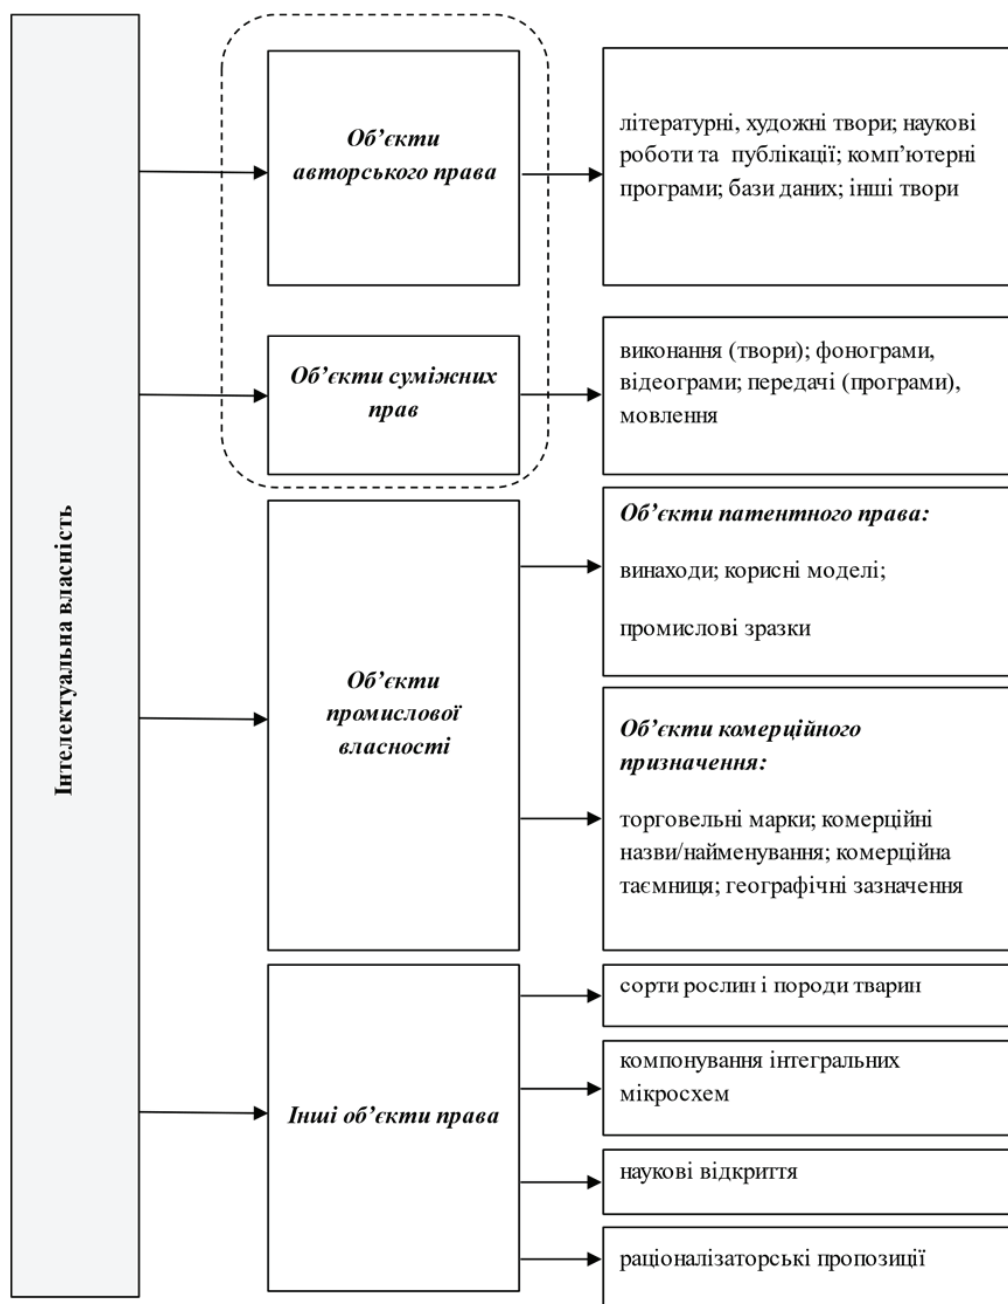 Інтелектуальна власність
Об’єкти
авторського права
літературні, художні твори; наукові
роботи та публікації; комп’ютерні
програми; бази даних; інші твори
Об’єкти суміжних
прав
виконання (твори); фонограми,
відеограми; передачі (програми),
мовлення
Об’єкти
промислової
власності
Об’єкти патентного права:
винаходи; корисні моделі;
промислові зразки
Об’єкти комерційного
призначення:
торговельні марки; комерційні
назви/найменування; комерційна
таємниця; географічні зазначення
Інші об’єкти права
сорти рослин і породи тварин
компонування інтегральних
мікросхем
наукові відкриття
раціоналізаторські пропозиції